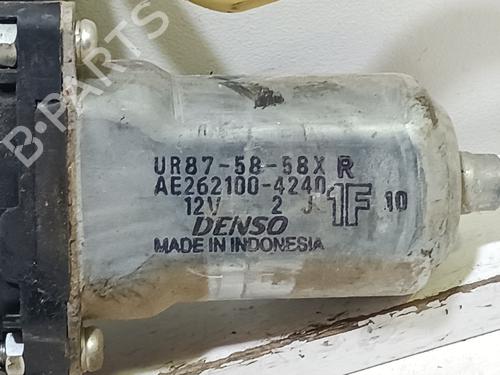 B-PARTS
UR87-58-58X R
AE262100-4240
12V 2 J 1F 10
DENSO
MADE IN INDONESIA